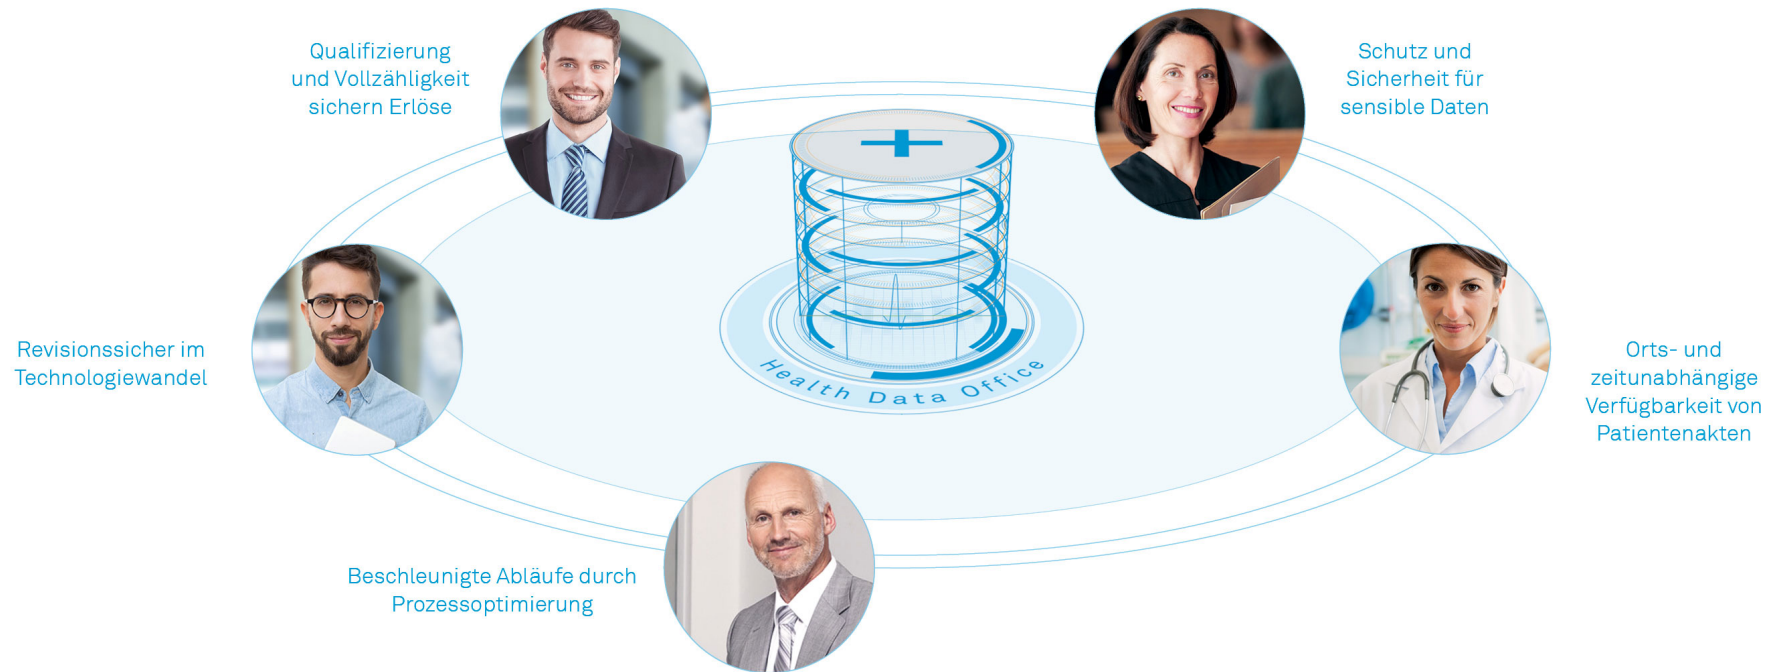 Qualifizierung
und Vollzähligkeit
sichern Erlöse
Schutz und
Sicherheit für
sensible Daten
Revisionssicher im
Technologiewandel
Health Data Office
Orts- und
zeitunabhängige
Verfügbarkeit von
Patientenakten
Beschleunigte Abläufe durch
Prozessoptimierung